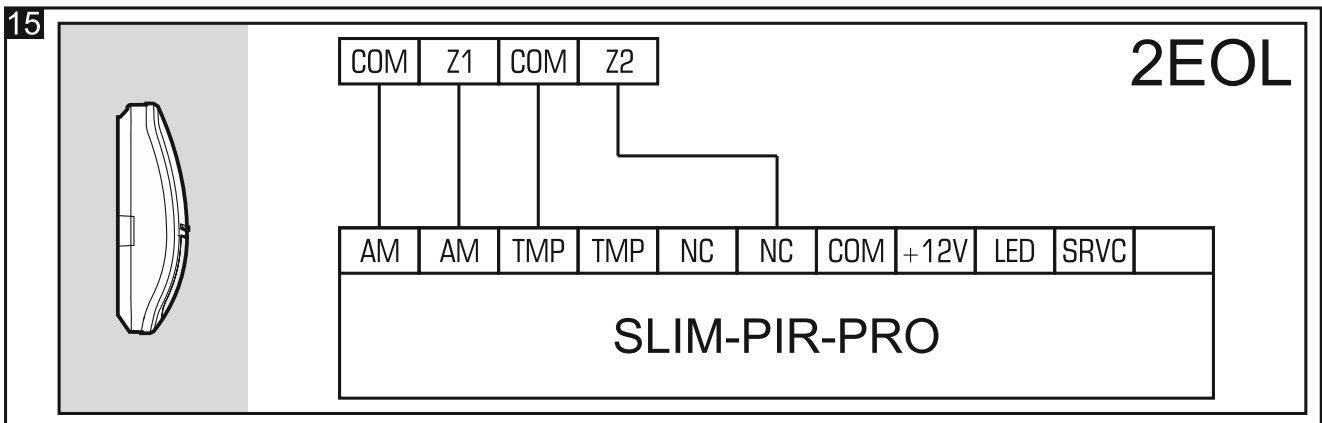 15
2EOL
COM Z1 COM Z2
AM AM TMP TMP NC NC COM +12V LED SRVC
SLIM-PIR-PRO